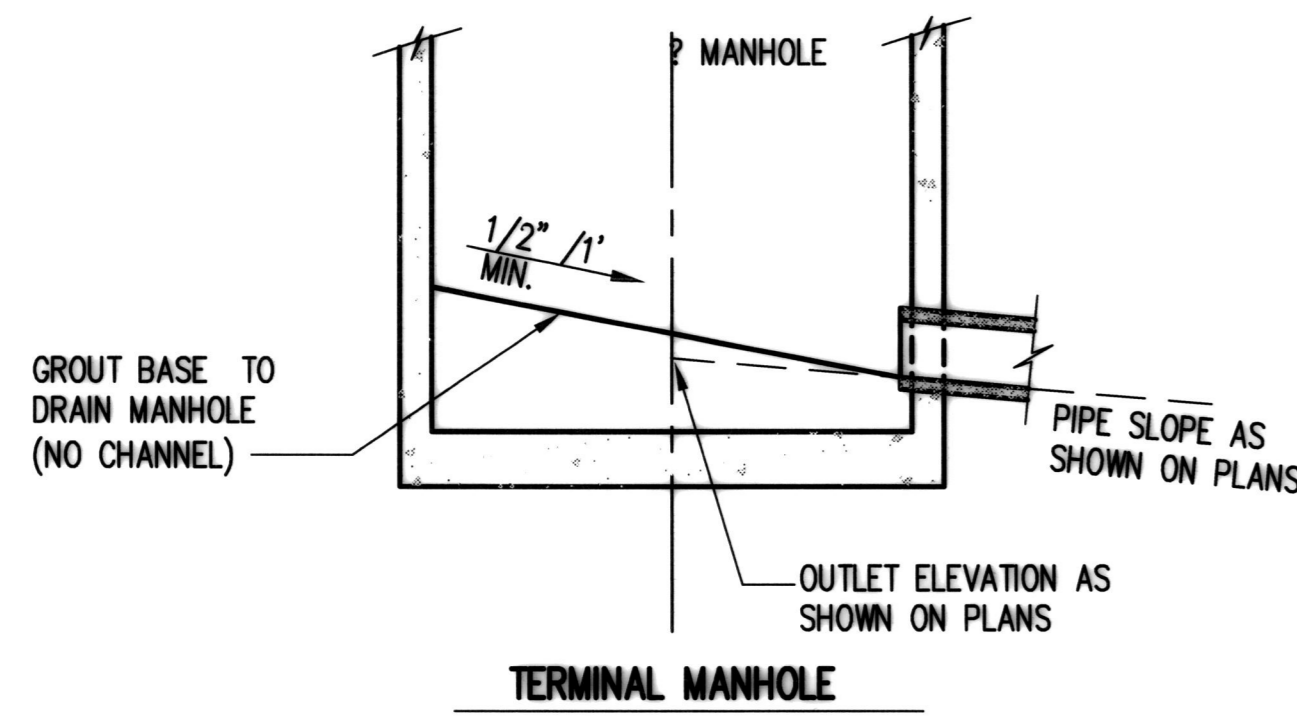 ? MANHOLE
1/2" /1'
MIN.
GROUT BASE TO
DRAIN MANHOLE
(NO CHANNEL)
PIPE SLOPE AS
SHOWN ON PLANS
OUTLET ELEVATION AS
SHOWN ON PLANS
TERMINAL MANHOLE